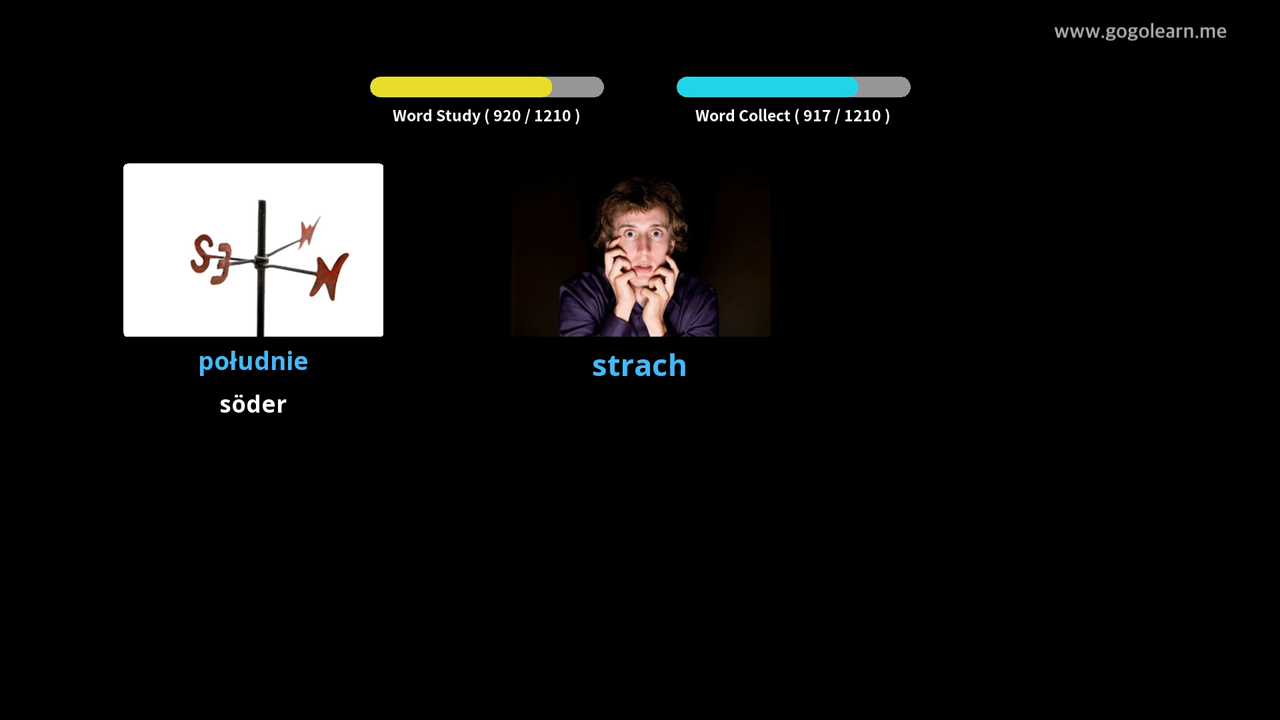 www.gogolearn.me
Word Study ( 920 / 1210 )
Word Collect ( 917 / 1210 )
S E N W
południe
söder
strach